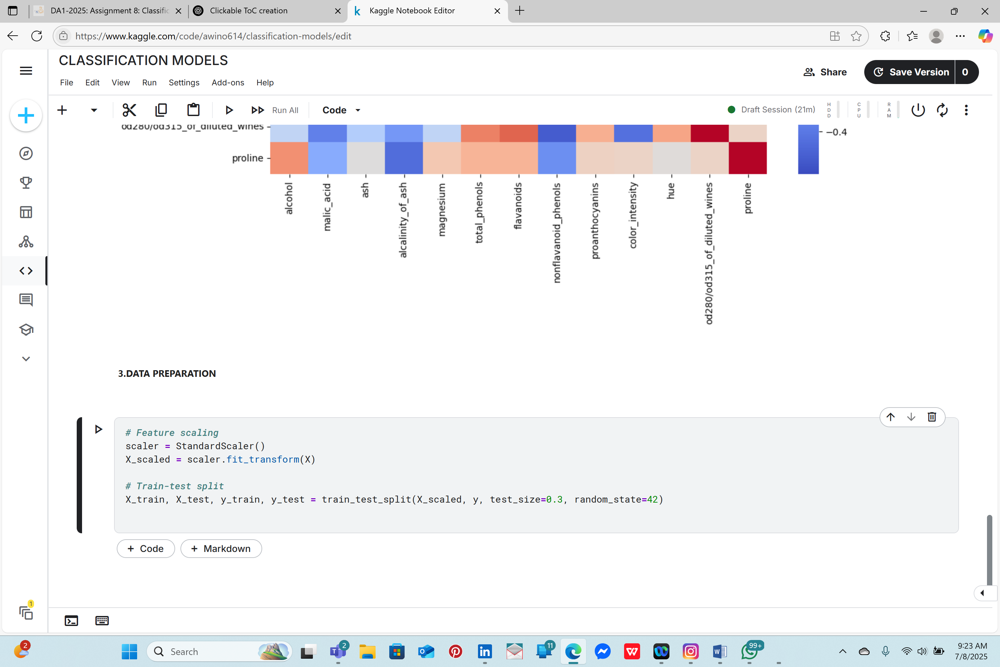 DA1-2025: Assignment 8: Classific
Clickable ToC creation
Kaggle Notebook Editor
https://www.kaggle.com/code/awino614/classification-models/edit
CLASSIFICATION MODELS
File Edit View Run Settings Add-ons Help
Share
Save Version 0
Run All
Code
Draft Session (21m)
HDD
CPU
RAM
od280/od315_of_diluted_wines
−0.4
proline
alcohol
malic_acid
ash
alcalinity_of_ash
magnesium
total_phenols
flavanoids
nonflavanoid_phenols
proanthocyanins
color_intensity
hue
od280/od315_of_diluted_wines
proline
3.DATA PREPARATION
# Feature scaling
scaler = StandardScaler()
X_scaled = scaler.fit_transform(X)
# Train-test split
X_train, X_test, y_train, y_test = train_test_split(X_scaled, y, test_size=0.3, random_state=42)
+ Code
+ Markdown
1
2
Search
2
11
99+
9:23 AM
7/8/2025